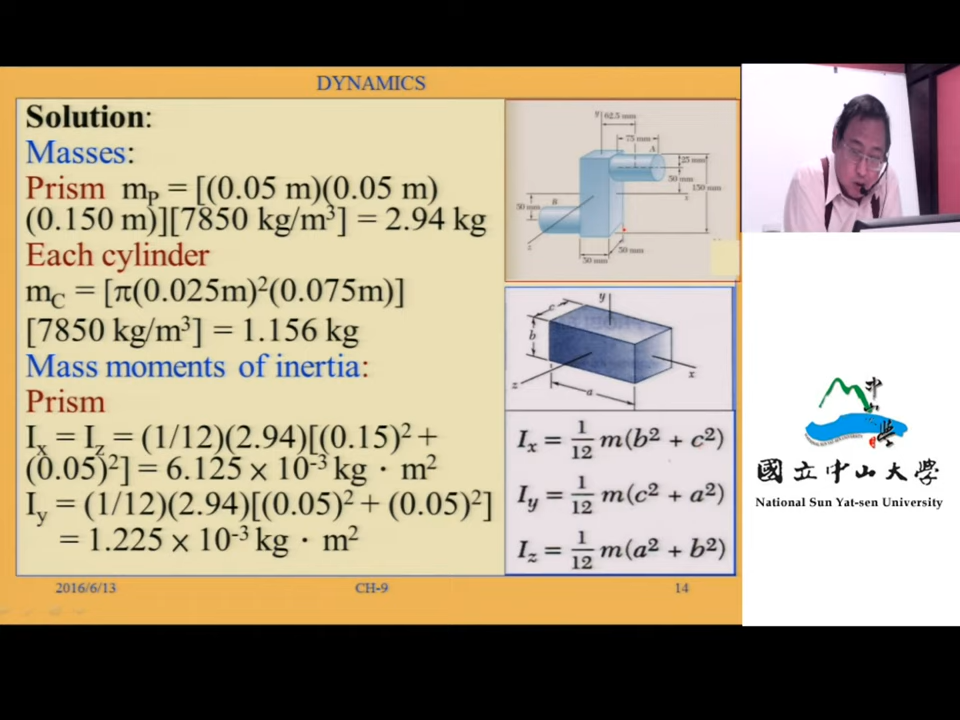 DYNAMICS
Solution:
Masses:
Prism m_P = [(0.05 m)(0.05 m)
(0.150 m)][7850 kg/m³] = 2.94 kg
Each cylinder
m_C = [π(0.025m)²(0.075m)]
[7850 kg/m³] = 1.156 kg
Mass moments of inertia:
Prism
I_x = I_z = (1/12)(2.94)[(0.15)² +
(0.05)²] = 6.125 × 10⁻³ kg · m²
I_y = (1/12)(2.94)[(0.05)² + (0.05)²]
= 1.225 × 10⁻³ kg · m²
y
62.5 mm
75 mm
A
25 mm
50 mm
150 mm
x
50 mm
B
z
50 mm
50 mm
y
c
b
x
z
a
I_x = 1/12 m(b² + c²)
I_y = 1/12 m(c² + a²)
I_z = 1/12 m(a² + b²)
2016/6/13
CH-9
14
國立中山大學
National Sun Yat-sen University